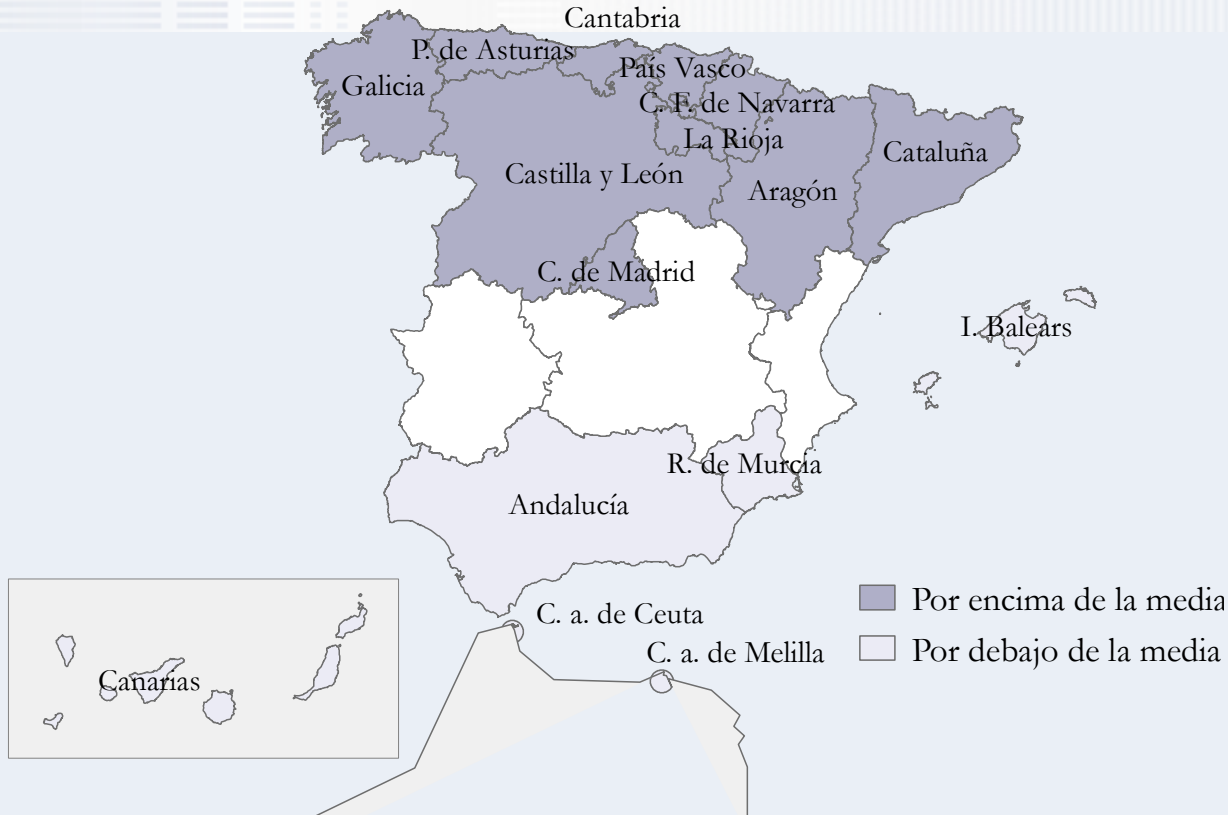 Cantabria
P. de Asturias
País Vasco
Galicia
C. F. de Navarra
La Rioja
Cataluña
Castilla y León
Aragón
C. de Madrid
I. Balears
R. de Murcia
Andalucía
Por encima de la media
C. a. de Ceuta
Por debajo de la media
C. a. de Melilla
Canarias